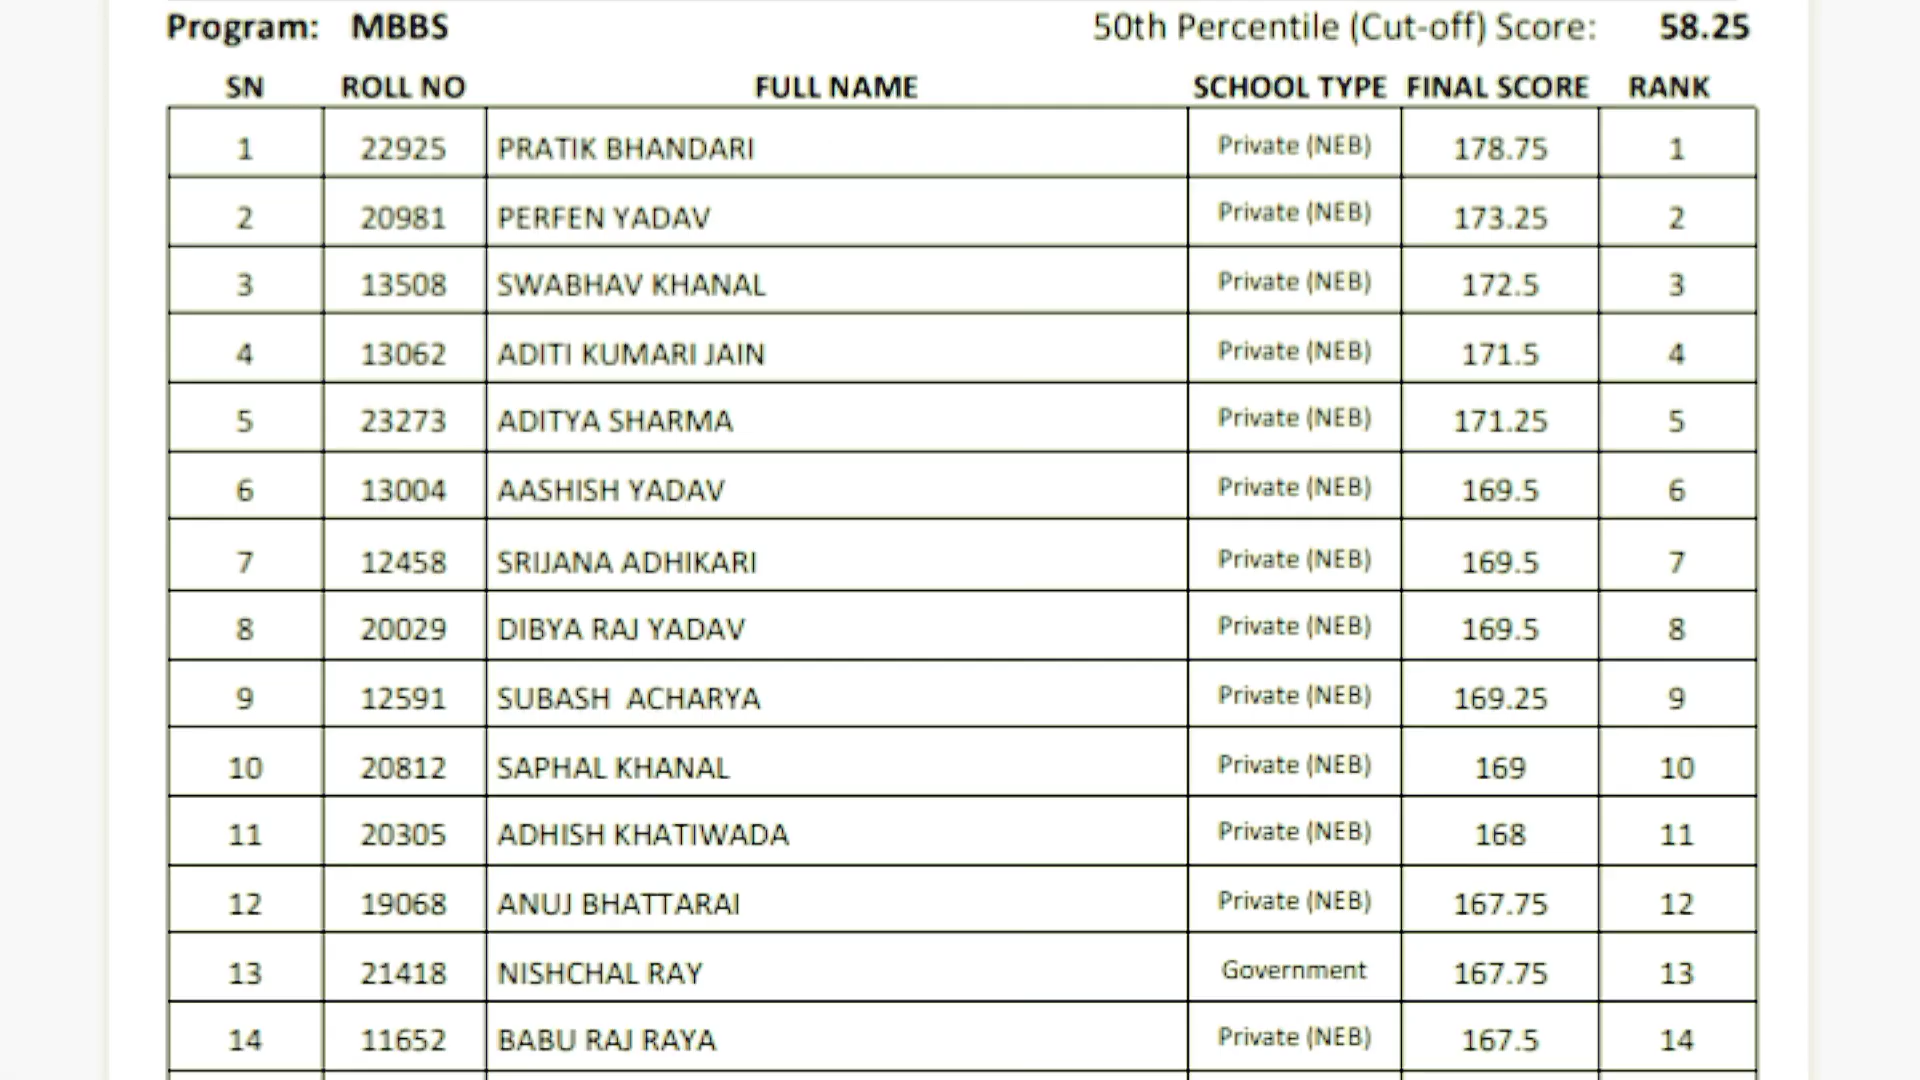 Program: MBBS 50th Percentile (Cut-off) Score: 58.25
SN ROLL NO FULL NAME SCHOOL TYPE FINAL SCORE RANK
1 22925 PRATIK BHANDARI Private (NEB) 178.75 1
2 20981 PERFEN YADAV Private (NEB) 173.25 2
3 13508 SWABHAV KHANAL Private (NEB) 172.5 3
4 13062 ADITI KUMARI JAIN Private (NEB) 171.5 4
5 23273 ADITYA SHARMA Private (NEB) 171.25 5
6 13004 AASHISH YADAV Private (NEB) 169.5 6
7 12458 SRIJANA ADHIKARI Private (NEB) 169.5 7
8 20029 DIBYA RAJ YADAV Private (NEB) 169.5 8
9 12591 SUBASH ACHARYA Private (NEB) 169.25 9
10 20812 SAPHAL KHANAL Private (NEB) 169 10
11 20305 ADHISH KHATIWADA Private (NEB) 168 11
12 19068 ANUJ BHATTARAI Private (NEB) 167.75 12
13 21418 NISHCHAL RAY Government 167.75 13
14 11652 BABU RAJ RAYA Private (NEB) 167.5 14